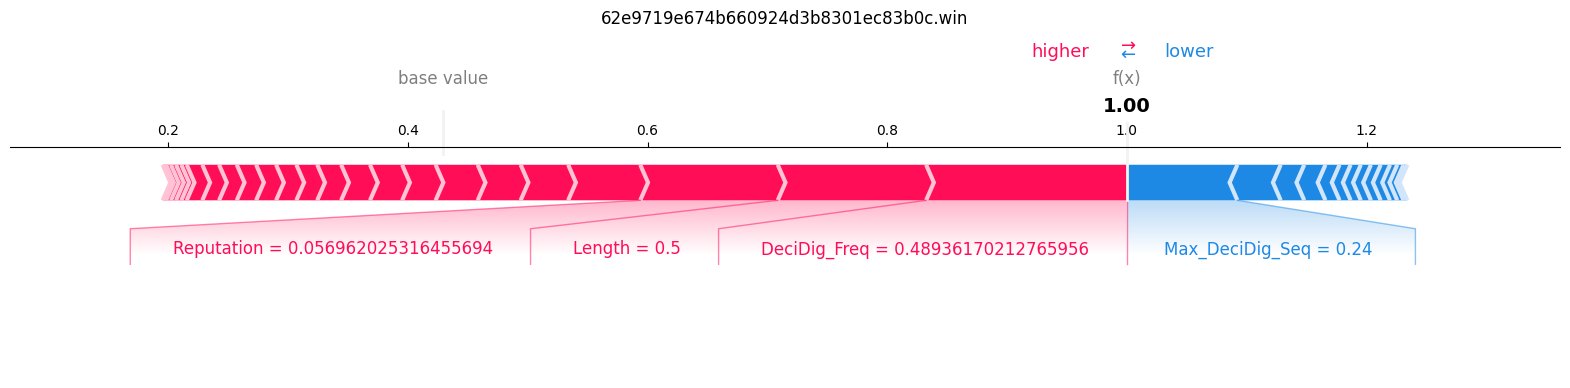 62e9719e674b660924d3b8301ec83b0c.win
higher → ← lower
base value f(x)
1.00
0.2 0.4 0.6 0.8 1.0 1.2
Reputation = 0.056962025316455694 Length = 0.5 DeciDig_Freq = 0.48936170212765956 Max_DeciDig_Seq = 0.24